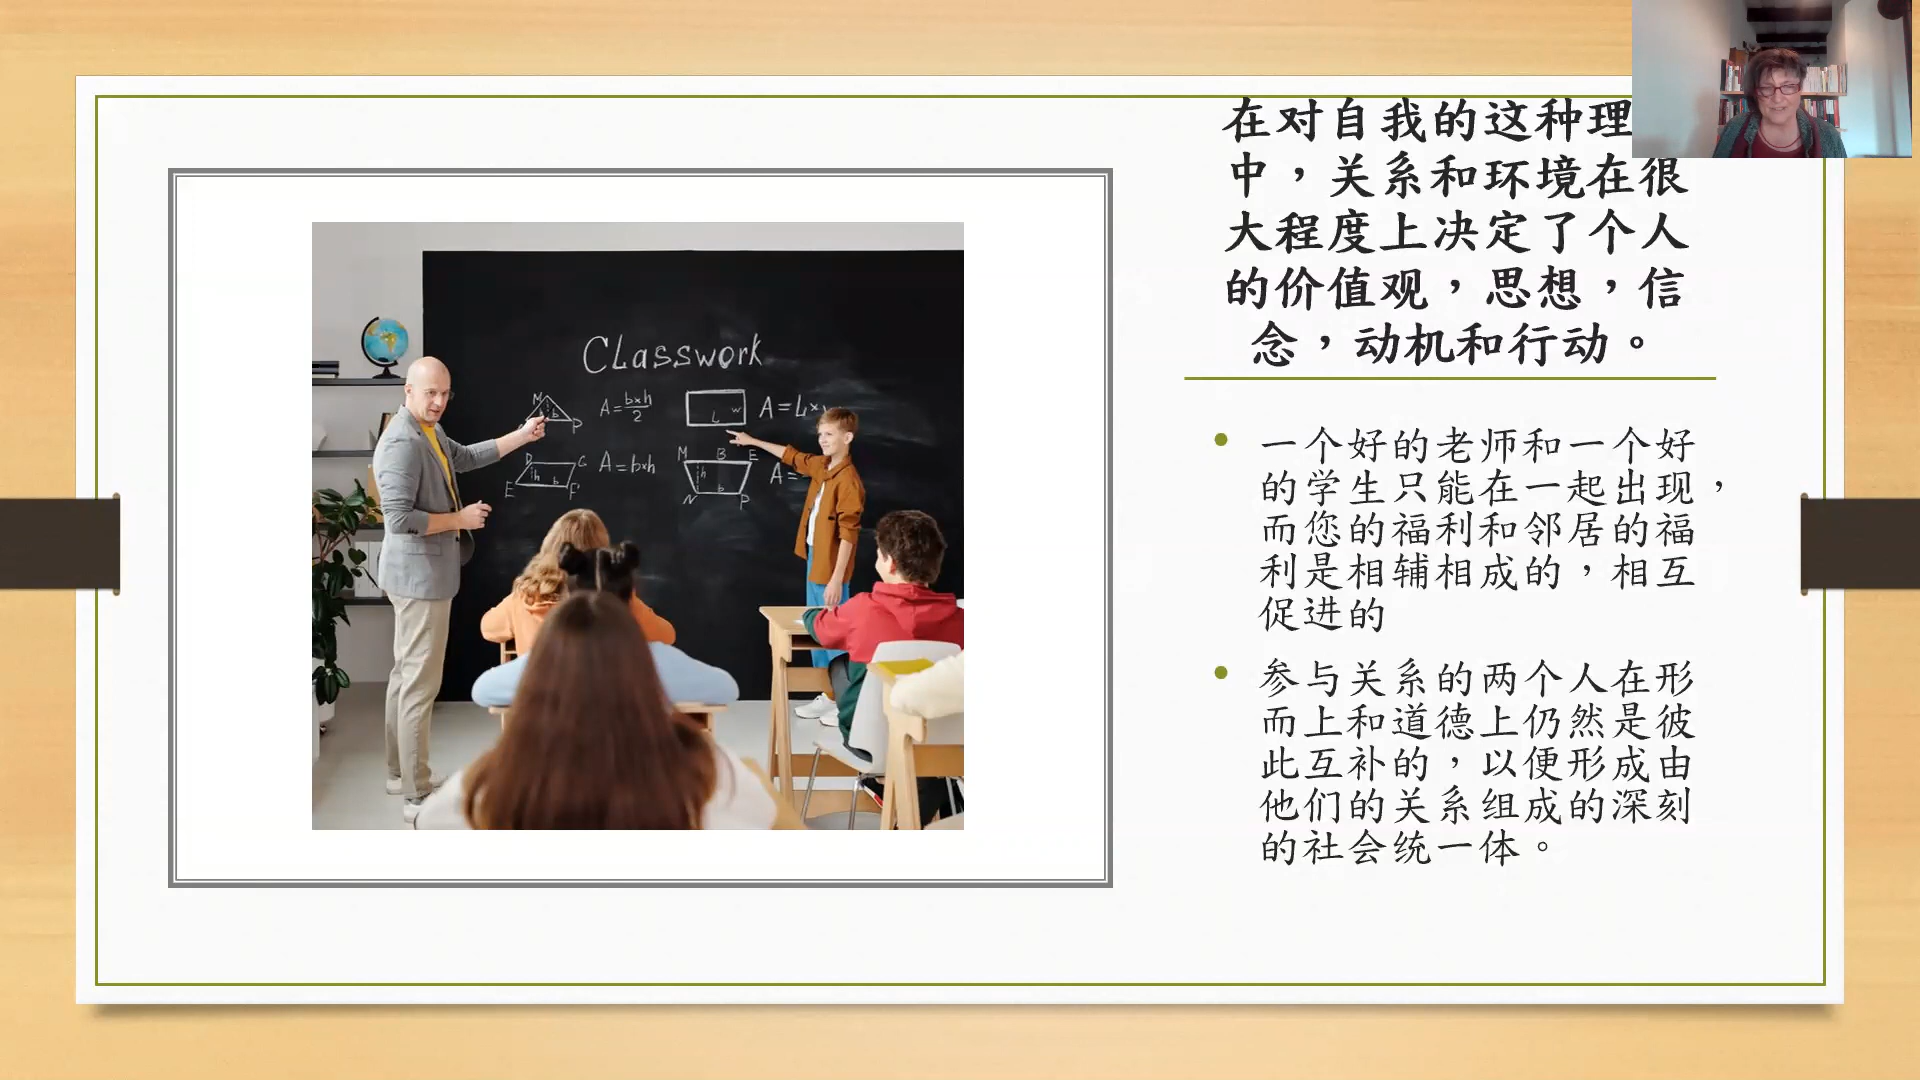 在对自我的这种理
中，关系和环境在很
大程度上决定了个人
的价值观，思想，信
念，动机和行动。
一个好的老师和一个好
的学生只能在一起出现，
而您的福利和邻居的福
利是相辅相成的，相互
促进的
参与关系的两个人在形
而上和道德上仍然是彼
此互补的，以便形成由
他们的关系组成的深刻
的社会统一体。
Classwork
M
h b
P
A=b×h/2
L w
A=L×w
D C
h b
E F
A=b×h
M B E
h b
N P
A=